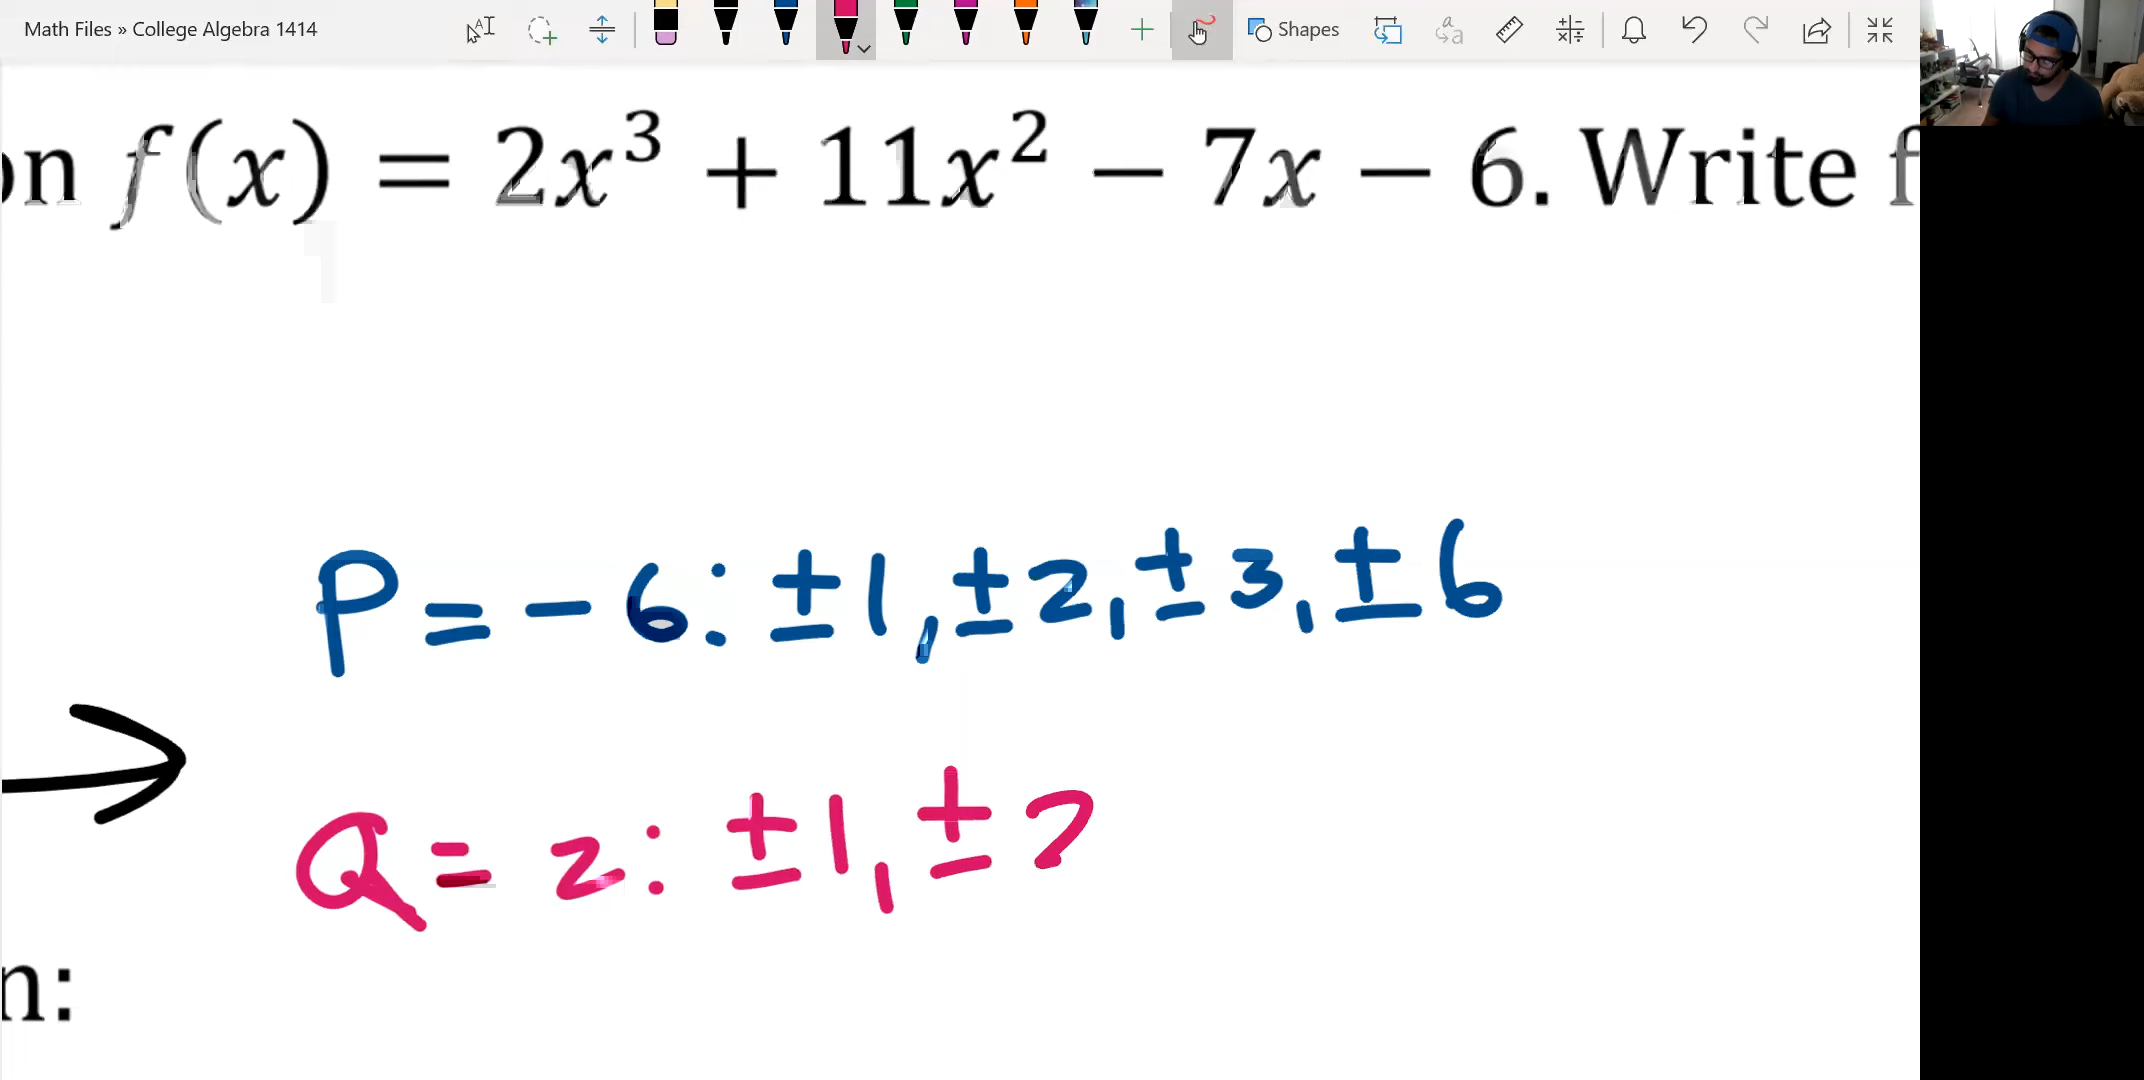 Math Files » College Algebra 1414
Shapes
on f(x) = 2x³ + 11x² − 7x − 6. Write f
P = − 6 : ± 1 , ± 2 , ± 3 , ± 6
Q = 2 : ± 1 , ± 2
n: